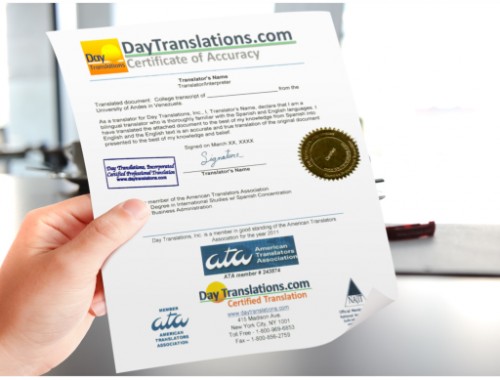 Day
Translations
DayTranslations.com
Certificate of Accuracy
Translator's Name
Translator/Interpreter
Translated document: College transcript of from the
University of Andes in Venezuela
As a translator for Day Translations, Inc., I, Translator's Name, declare that I am a
bilingual translator who is thoroughly familiar with the Spanish and English languages. I
have translated the attached document to the best of my knowledge from Spanish into
English and the English text is an accurate and true translation of the original document
presented to the best of my knowledge and belief.
Signed on March XX, XXXX
Signature
Translator's Name
Day Translations, Incorporated
Certified Professional Translation
www.daytranslations.com
member of the American Translators Association
Degree in International Studies w/ Spanish Concentration
Business Administration
Day Translations, Inc. is a member in good standing of the American Translators
Association for the year 2011
ata American
Translators
Association
ATA member # 243974
DayTranslations.com
Certified Translation
www.daytranslations.com
415 Madison Ave.
New York City, NY 1001
Toll Free - 1-800-969-6853
Fax – 1-800-856-2759
MEMBER
ata
AMERICAN
TRANSLATORS
ASSOCIATION
NAJIT